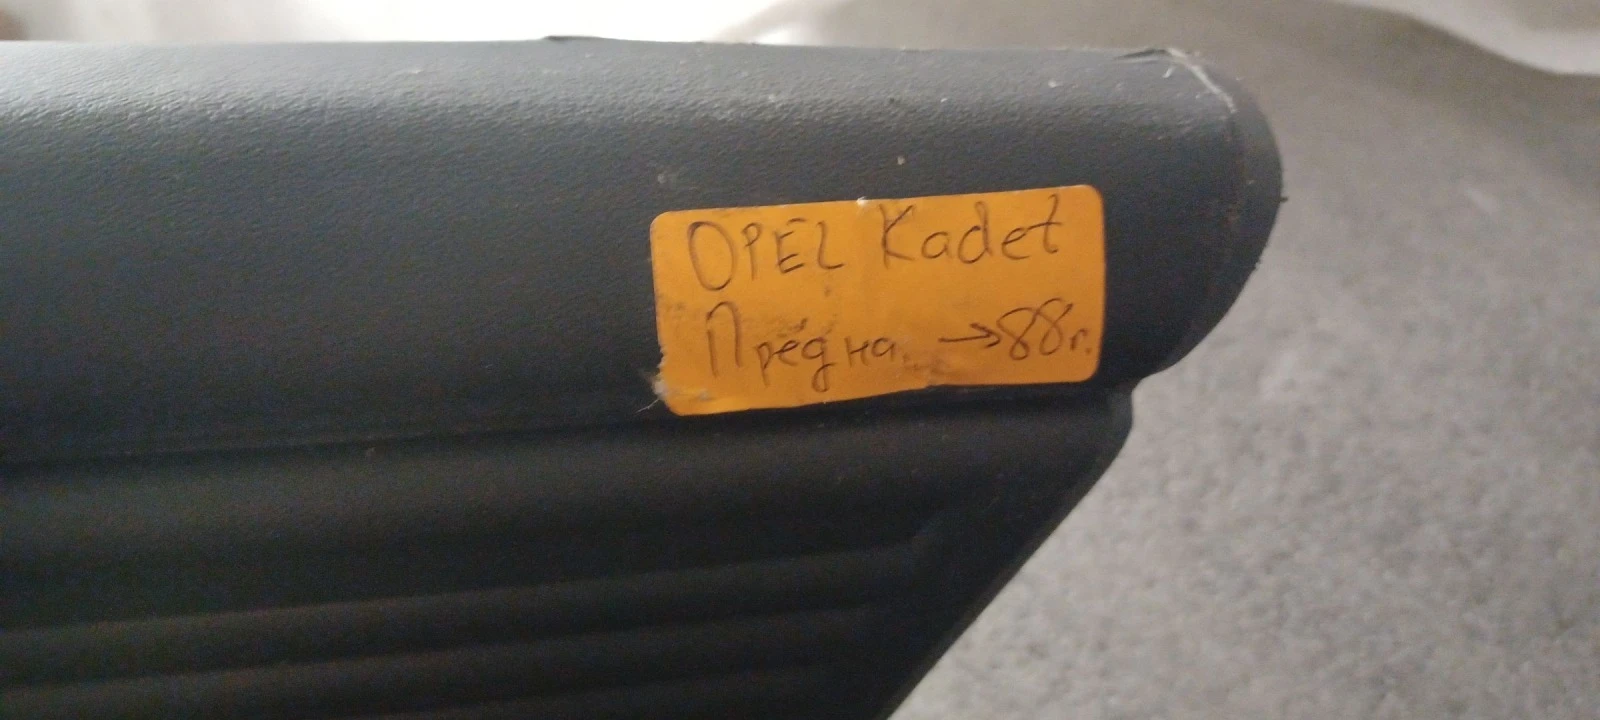 OPEL Kadet
Предна → 88г.